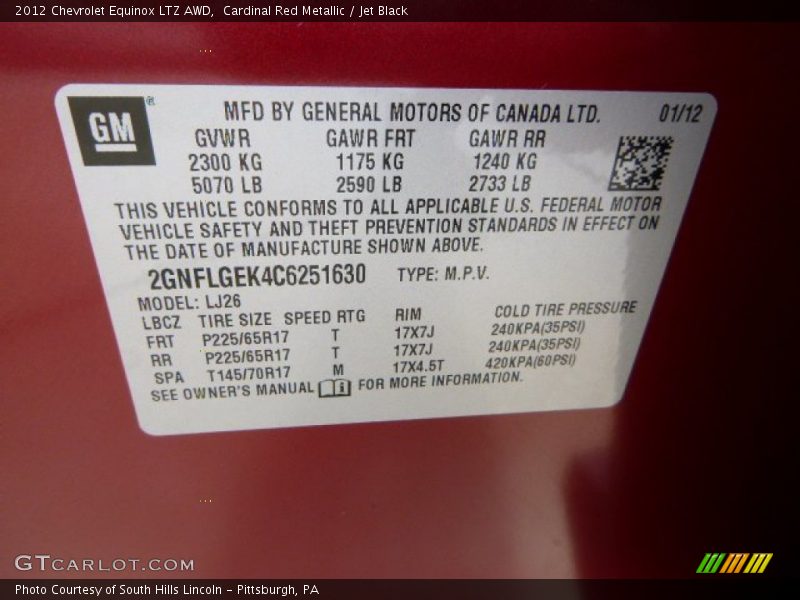 2012 Chevrolet Equinox LTZ AWD,  Cardinal Red Metallic / Jet Black
GM®
MFD BY GENERAL MOTORS OF CANADA LTD. 01/12
GVWR GAWR FRT GAWR RR
2300 KG 1175 KG 1240 KG
5070 LB 2590 LB 2733 LB
THIS VEHICLE CONFORMS TO ALL APPLICABLE U.S. FEDERAL MOTOR
VEHICLE SAFETY AND THEFT PREVENTION STANDARDS IN EFFECT ON
THE DATE OF MANUFACTURE SHOWN ABOVE.
2GNFLGEK4C6251630 TYPE: M.P.V.
MODEL: LJ26
LBCZ TIRE SIZE SPEED RTG RIM COLD TIRE PRESSURE
FRT P225/65R17 T 17X7J 240KPA(35PSI)
RR P225/65R17 T 17X7J 240KPA(35PSI)
SPA T145/70R17 M 17X4.5T 420KPA(60PSI)
SEE OWNER'S MANUAL i FOR MORE INFORMATION.
GTCARLOT.COM
Photo Courtesy of South Hills Lincoln - Pittsburgh, PA